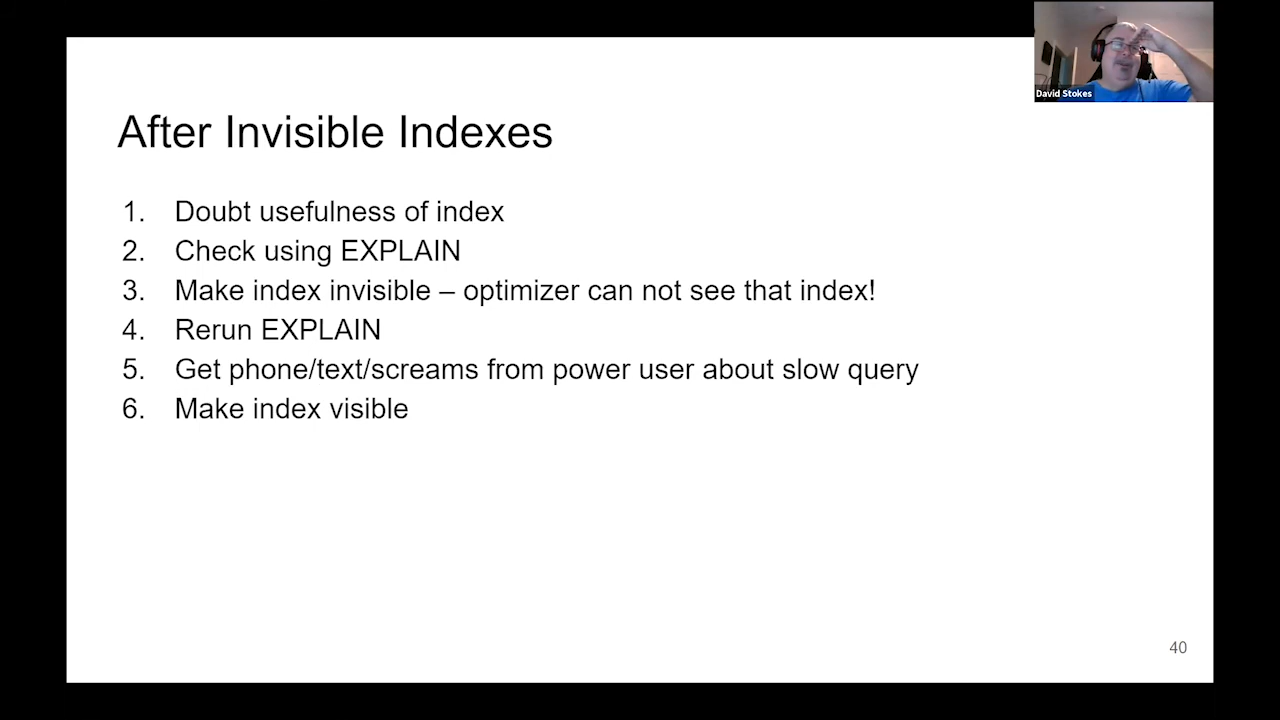 David Stokes
After Invisible Indexes
1. Doubt usefulness of index
2. Check using EXPLAIN
3. Make index invisible – optimizer can not see that index!
4. Rerun EXPLAIN
5. Get phone/text/screams from power user about slow query
6. Make index visible
40